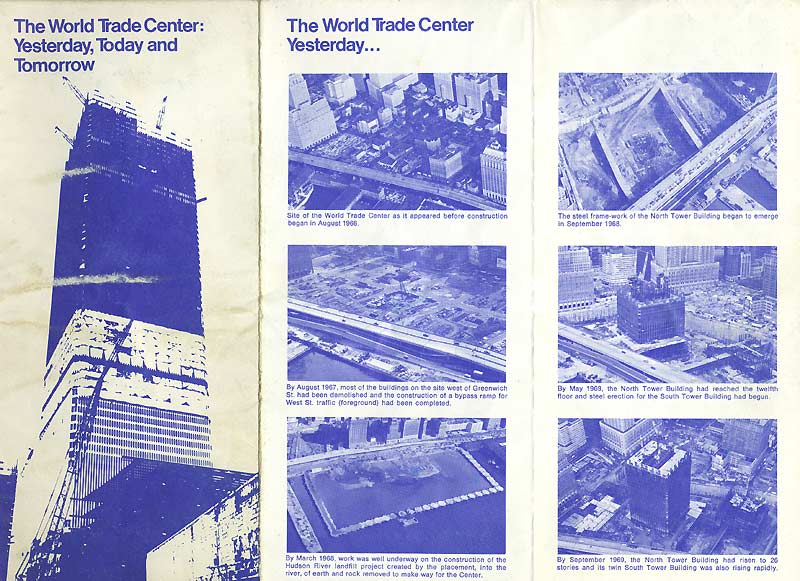 The World Trade Center:
Yesterday, Today and
Tomorrow
The World Trade Center
Yesterday...
Site of the World Trade Center as it appeared before construction
began in August 1966.
By August 1967, most of the buildings on the site west of Greenwich
St. had been demolished and the construction of a bypass ramp for
West St. traffic (foreground) had been completed.
By March 1968, work was well underway on the construction of the
Hudson River landfill project created by the placement, into the
river, of earth and rock removed to make way for the Center.
The steel frame-work of the North Tower Building began to emerge
in September 1968.
By May 1969, the North Tower Building had reached the twelfth
floor and steel erection for the South Tower Building had begun.
By September 1969, the North Tower Building had risen to 26
stories and its twin South Tower Building was also rising rapidly.